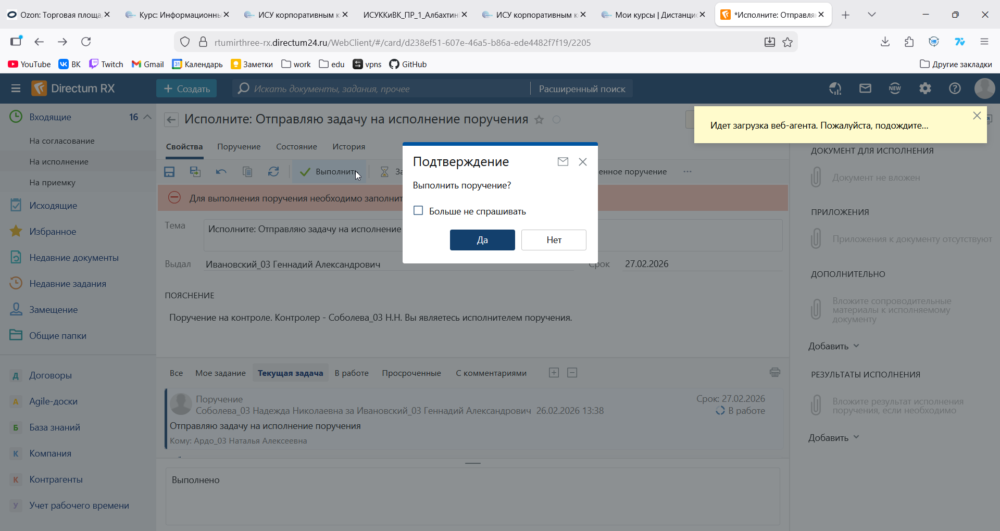 Ozon: Торговая площа
Курс: Информационны
ИСУ корпоративным к
ИСУККиВК_ПР_1_Албахтин
ИСУ корпоративным к
Мои курсы | Дистанци
*Исполните: Отправля
rtumirthree-rx.directum24.ru/WebClient/#/card/d238ef51-607e-46a5-b86a-ede4482f7f19/2205
YouTube
ВК
Twitch
Gmail
31 Календарь
Заметки
work
edu
vpns
GitHub
Другие закладки
Directum RX
Создать
Искать документы, задания, прочее
Расширенный поиск
NEW
Входящие 16
На согласование
На исполнение
На приемку
Исходящие
Избранное
Недавние документы
Недавние задания
Замещение
Общие папки
Д Договоры
A Agile-доски
Б База знаний
К Компания
К Контрагенты
У Учет рабочего времени
Исполните: Отправляю задачу на исполнение поручения
Идет загрузка веб-агента. Пожалуйста, подождите...
Свойства
Поручение
Состояние
История
Выполнить
За
енное поручение
Для выполнения поручения необходимо заполнит
Тема
Исполните: Отправляю задачу на исполнение
Выдал
Ивановский_03 Геннадий Александрович
Срок
27.02.2026
Подтверждение
Выполнить поручение?
Больше не спрашивать
Да
Нет
ПОЯСНЕНИЕ
Поручение на контроле. Контролер - Соболева_03 Н.Н. Вы являетесь исполнителем поручения.
Все
Мое задание
Текущая задача
В работе
Просроченные
С комментариями
Поручение
Срок: 27.02.2026
Соболева_03 Надежда Николаевна за Ивановский_03 Геннадий Александрович 26.02.2026 13:38
В работе
Отправляю задачу на исполнение поручения
Кому: Ардо_03 Наталья Алексеевна
Выполнено
ДОКУМЕНТ ДЛЯ ИСПОЛНЕНИЯ
Документ не вложен
ПРИЛОЖЕНИЯ
Приложения к документу отсутствуют
ДОПОЛНИТЕЛЬНО
Вложите сопроводительные
материалы к исполняемому
документу
Добавить
РЕЗУЛЬТАТЫ ИСПОЛНЕНИЯ
Вложите результат исполнения
поручения, если необходимо
Добавить